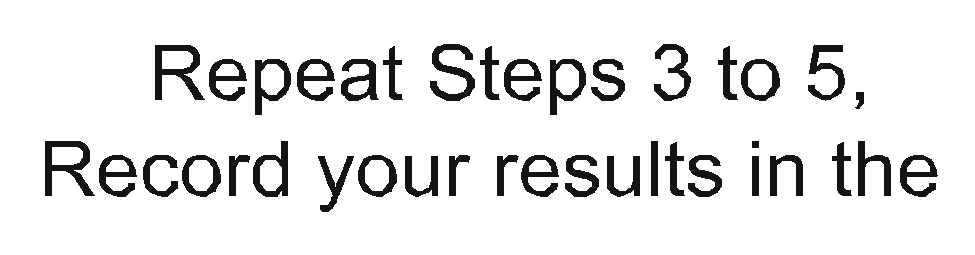 Repeat Steps 3 to 5,
Record your results in the